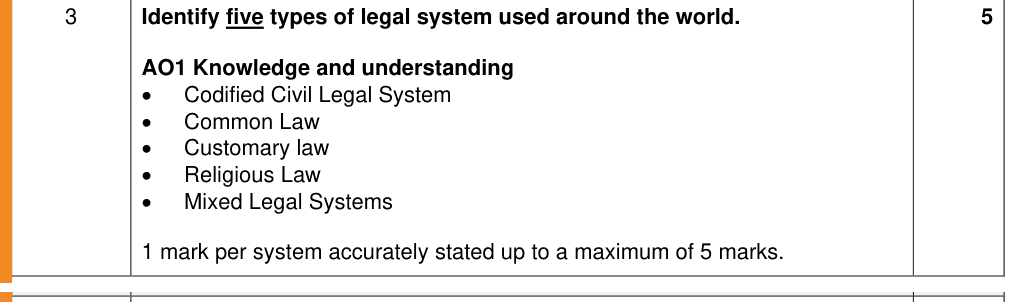 3 Identify five types of legal system used around the world. 5
AO1 Knowledge and understanding
• Codified Civil Legal System
• Common Law
• Customary law
• Religious Law
• Mixed Legal Systems
1 mark per system accurately stated up to a maximum of 5 marks.